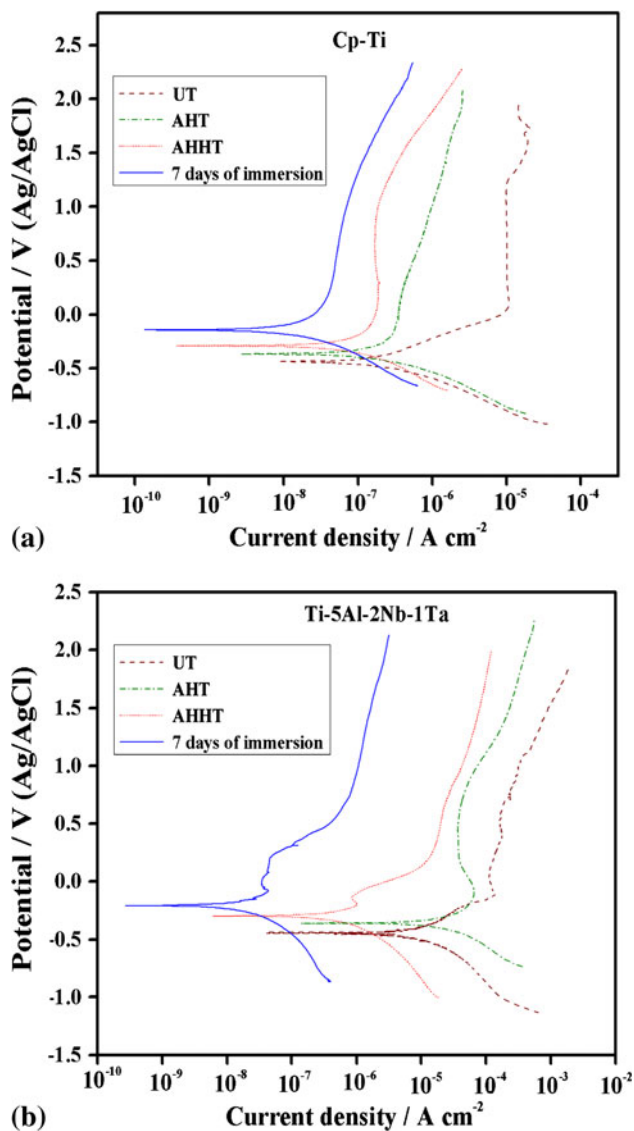 Cp-Ti
UT
AHT
AHHT
7 days of immersion
Potential / V (Ag/AgCl)
2.5
2.0
1.5
1.0
0.5
0.0
-0.5
-1.0
-1.5
10⁻¹⁰ 10⁻⁹ 10⁻⁸ 10⁻⁷ 10⁻⁶ 10⁻⁵ 10⁻⁴
(a)
Current density / A cm⁻²
Ti-5Al-2Nb-1Ta
UT
AHT
AHHT
7 days of immersion
Potential / V (Ag/AgCl)
2.5
2.0
1.5
1.0
0.5
0.0
-0.5
-1.0
-1.5
10⁻¹⁰ 10⁻⁹ 10⁻⁸ 10⁻⁷ 10⁻⁶ 10⁻⁵ 10⁻⁴ 10⁻³ 10⁻²
(b)
Current density / A cm⁻²